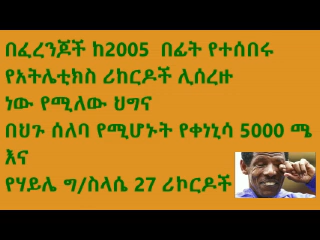 በፈረንጆች ከ2005 በፊት የተሰበሩ
የአትሌቲክስ ሪከርዶች ሊሰረዙ
ነው የሚለው ህግና
በህጉ ሰለባ የሚሆኑት የቀነኒሳ 5000 ሜ
እና
የሃይሌ ግ/ስላሴ 27 ሪኮርዶች